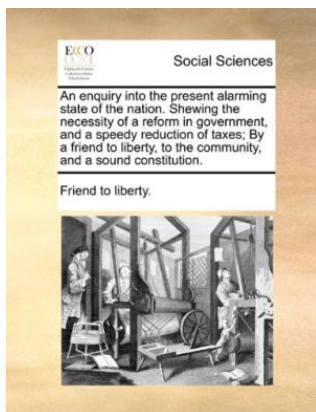 ECCO
Social Sciences
An enquiry into the present alarming
state of the nation. Shewing the
necessity of a reform in government,
and a speedy reduction of taxes; By
a friend to liberty, to the community,
and a sound constitution.
Friend to liberty.